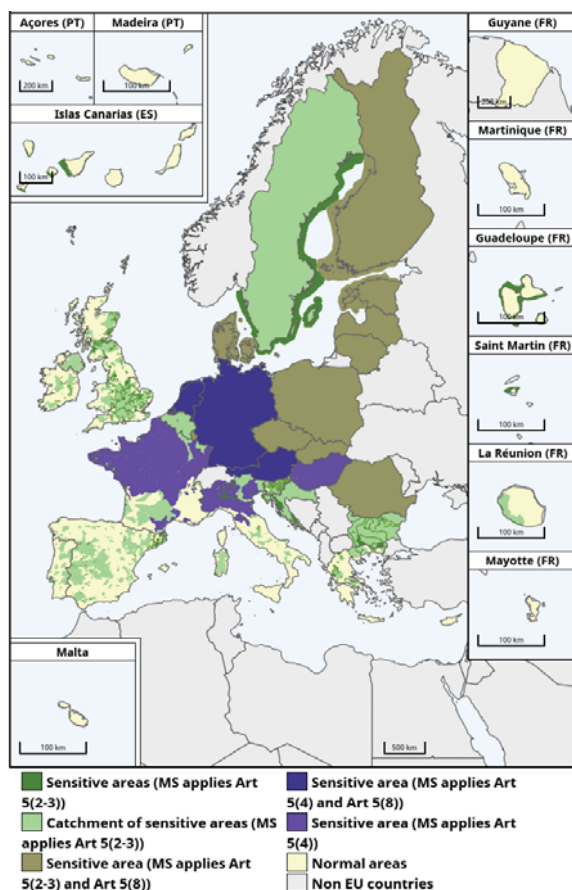 Açores (PT)
200 km
Madeira (PT)
100 km
Islas Canarias (ES)
100 km
Guyane (FR)
200 km
Martinique (FR)
100 km
Guadeloupe (FR)
100 km
Saint Martin (FR)
100 km
La Réunion (FR)
100 km
Mayotte (FR)
100 km
Malta
100 km
500 km
Sensitive areas (MS applies Art
5(2-3))
Catchment of sensitive areas (MS
applies Art 5(2-3))
Sensitive area (MS applies Art
5(2-3) and Art 5(8))
Sensitive area (MS applies Art
5(4) and Art 5(8))
Sensitive area (MS applies Art
5(4))
Normal areas
Non EU countries